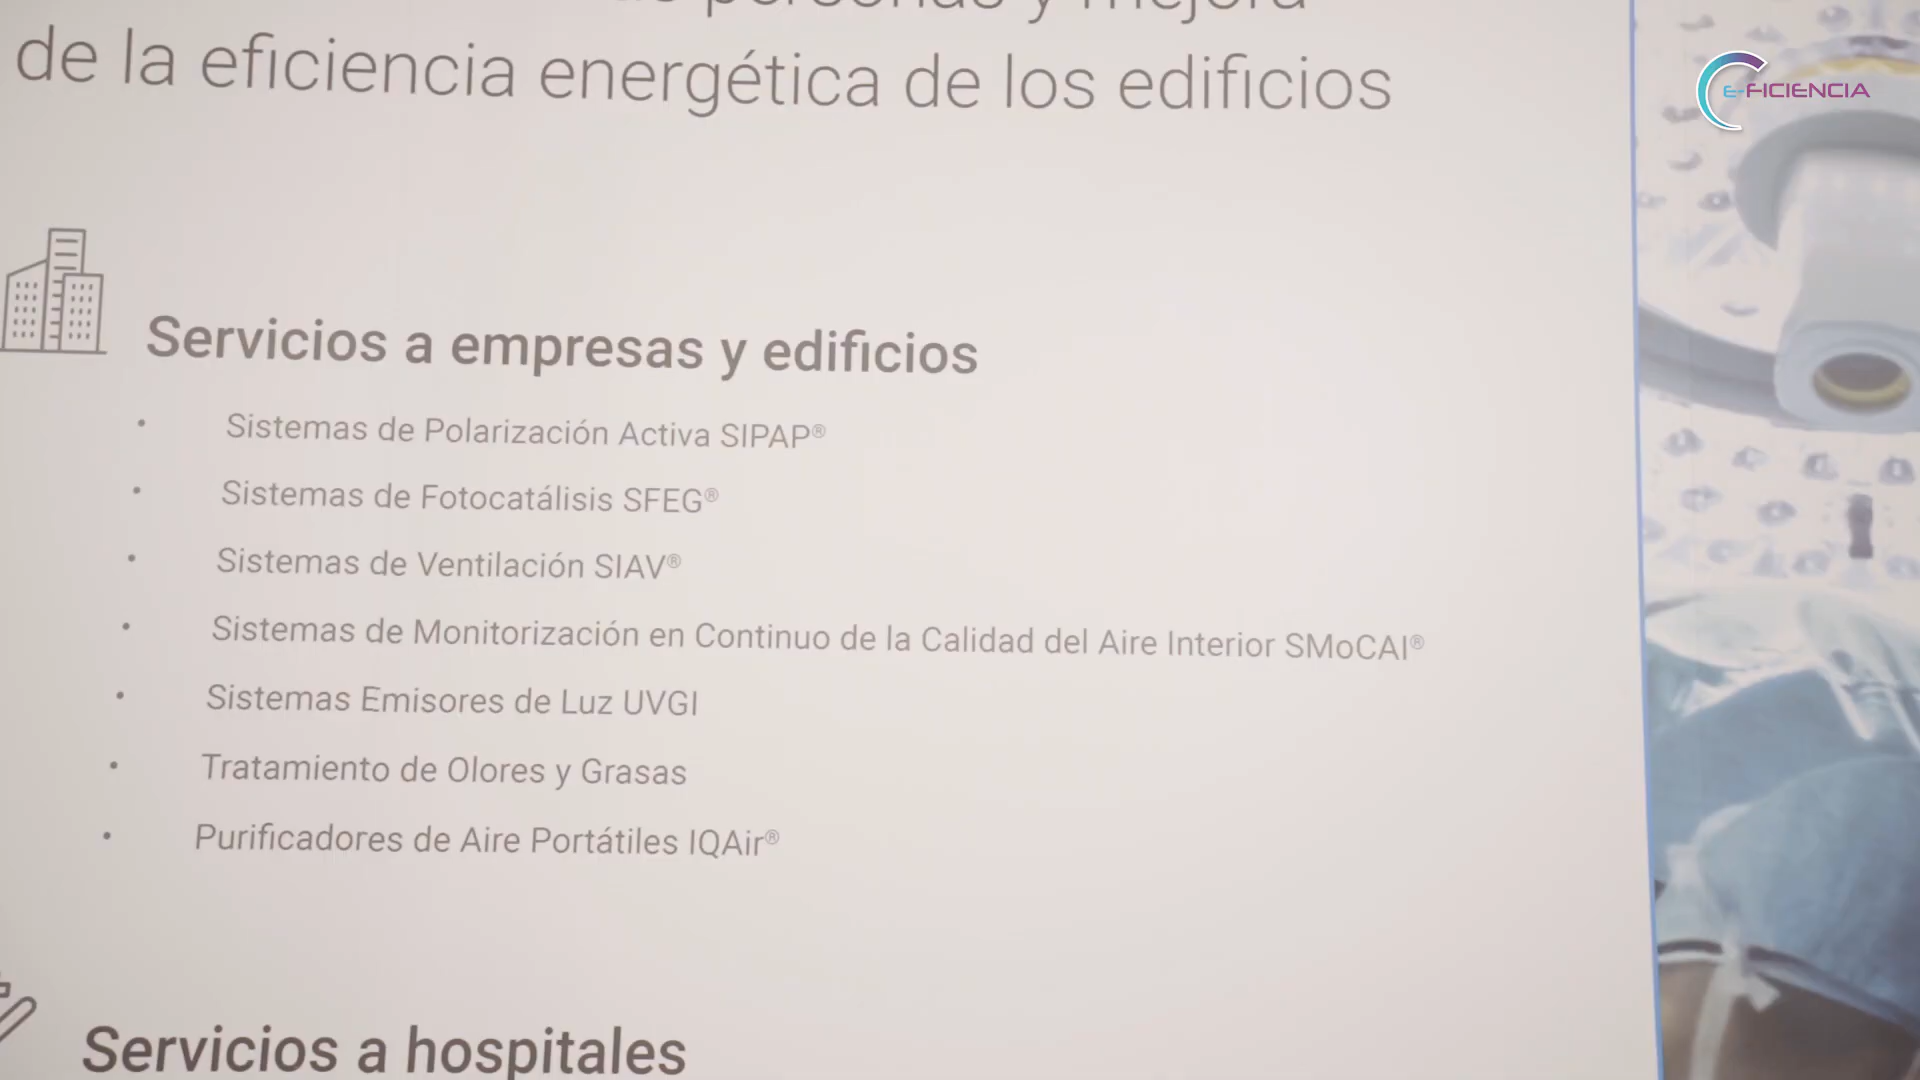 personas y mejora
de la eficiencia energética de los edificios
E-FICIENCIA
Servicios a empresas y edificios
• Sistemas de Polarización Activa SIPAP®
• Sistemas de Fotocatálisis SFEG®
• Sistemas de Ventilación SIAV®
• Sistemas de Monitorización en Continuo de la Calidad del Aire Interior SMoCAI®
• Sistemas Emisores de Luz UVGI
• Tratamiento de Olores y Grasas
• Purificadores de Aire Portátiles IQAir®
Servicios a hospitales